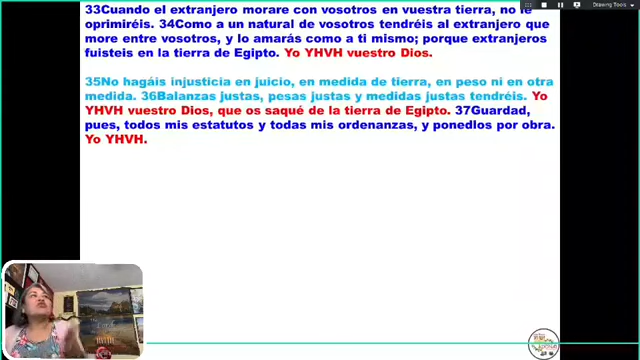 33Cuando el extranjero morare con vosotros en vuestra tierra, no le
oprimiréis. 34Como a un natural de vosotros tendréis al extranjero que
more entre vosotros, y lo amarás como a ti mismo; porque extranjeros
fuisteis en la tierra de Egipto. Yo YHVH vuestro Dios.
35No hagáis injusticia en juicio, en medida de tierra, en peso ni en otra
medida. 36Balanzas justas, pesas justas y medidas justas tendréis. Yo
YHVH vuestro Dios, que os saqué de la tierra de Egipto. 37Guardad,
pues, todos mis estatutos y todas mis ordenanzas, y ponedlos por obra.
Yo YHVH.
Drawing Tools